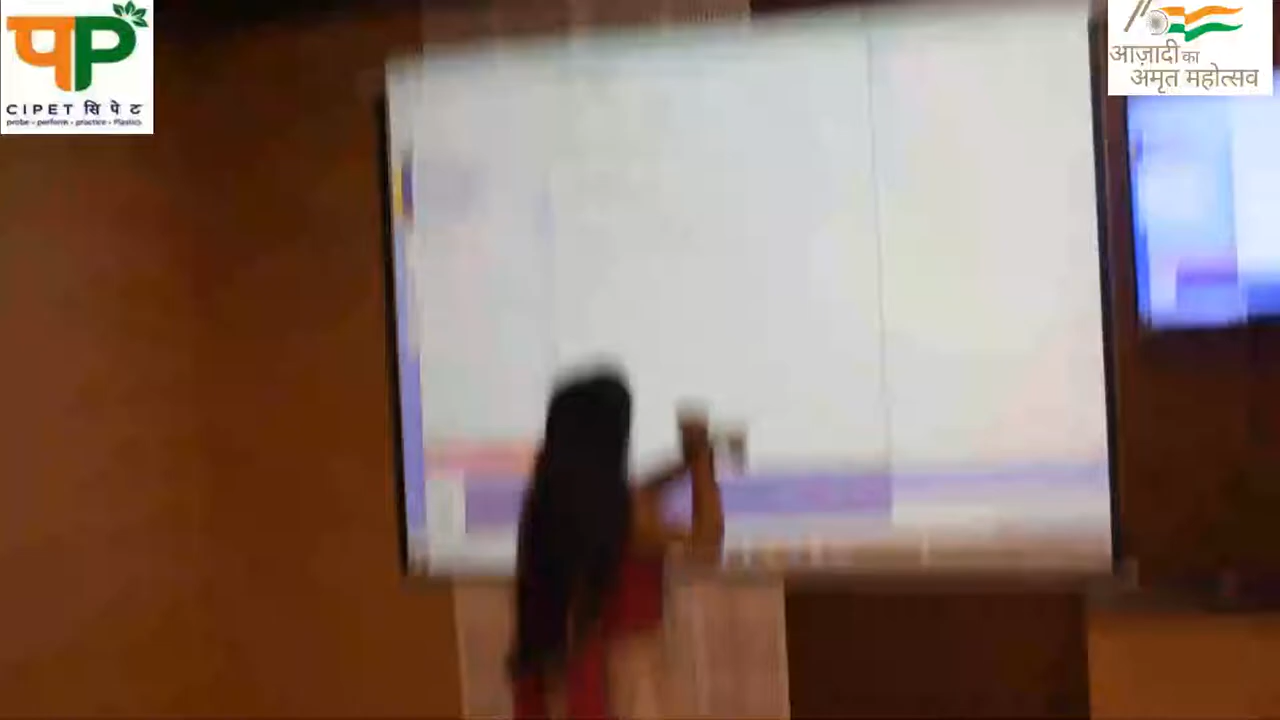 CIPET सिपेट
probe - perform - practice - Plastics
आज़ादी का
अमृत महोत्सव